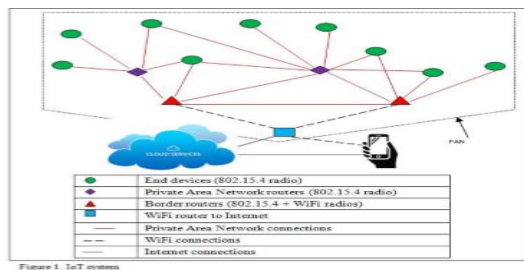 PAN
CLOUD SERVICES
End devices (802.15.4 radio)
Private Area Network routers (802.15.4 radio)
Border routers (802.15.4 + WiFi radios)
WiFi router to Internet
Private Area Network connections
WiFi connections
Internet connections
Figure 1. IoT system